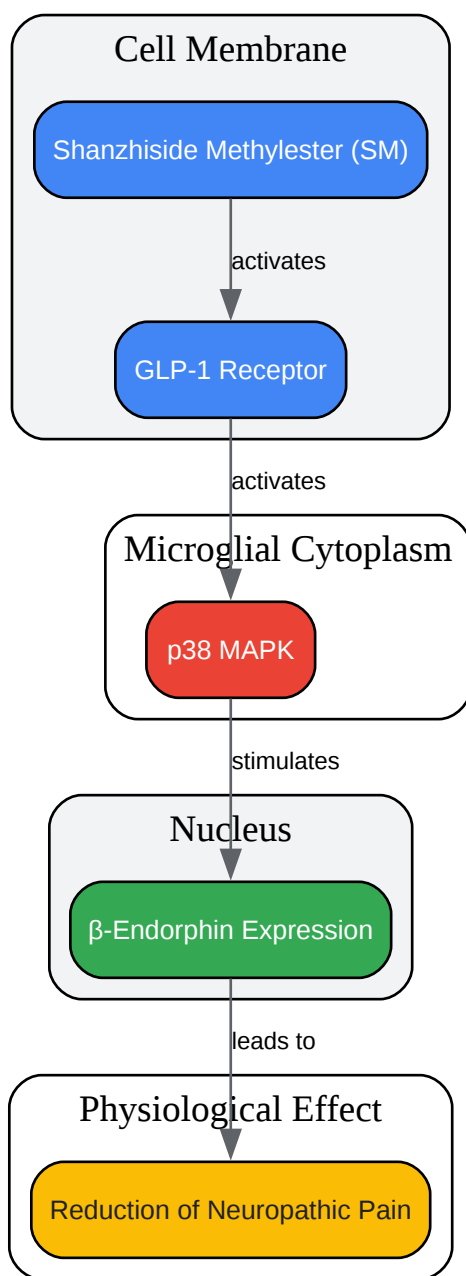 Cell Membrane
Shanzhiside Methylester (SM)
activates
GLP-1 Receptor
activates
Microglial Cytoplasm
p38 MAPK
stimulates
Nucleus
β-Endorphin Expression
leads to
Physiological Effect
Reduction of Neuropathic Pain